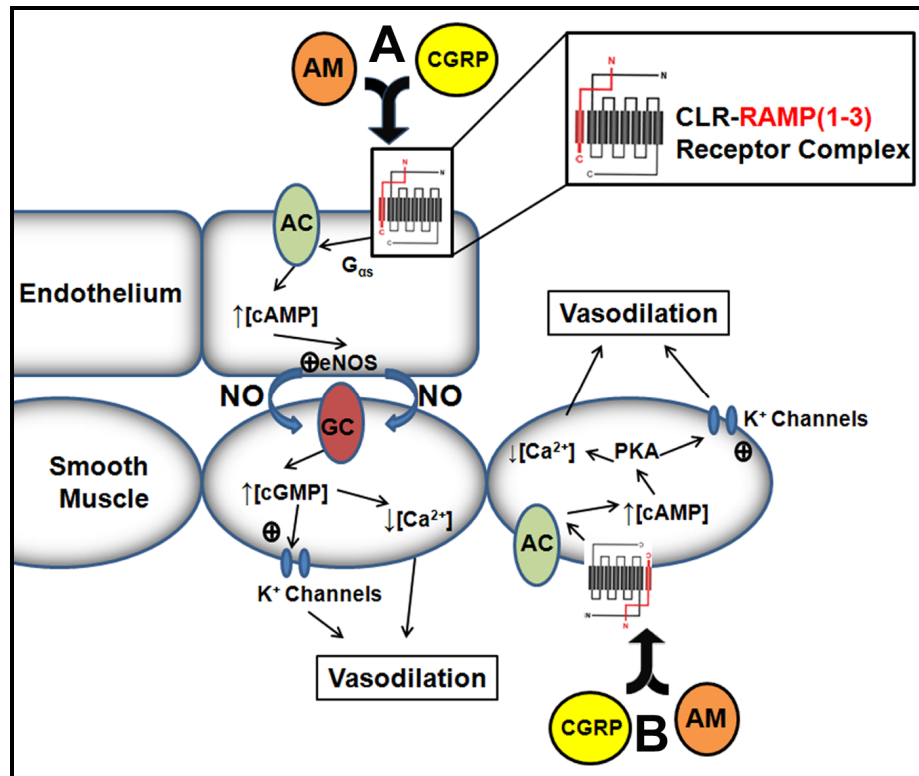 A
AM
CGRP
N
N
C
C
CLR-RAMP(1-3)
Receptor Complex
N
N
C
C
AC
Gαs
Endothelium
↑[cAMP]
⊕eNOS
NO
NO
GC
Smooth
Muscle
↑[cGMP]
⊕
↓[Ca²⁺]
K⁺ Channels
Vasodilation
Vasodilation
K⁺ Channels
⊕
↓[Ca²⁺]
PKA
↑[cAMP]
AC
C
C
N
N
CGRP
B
AM